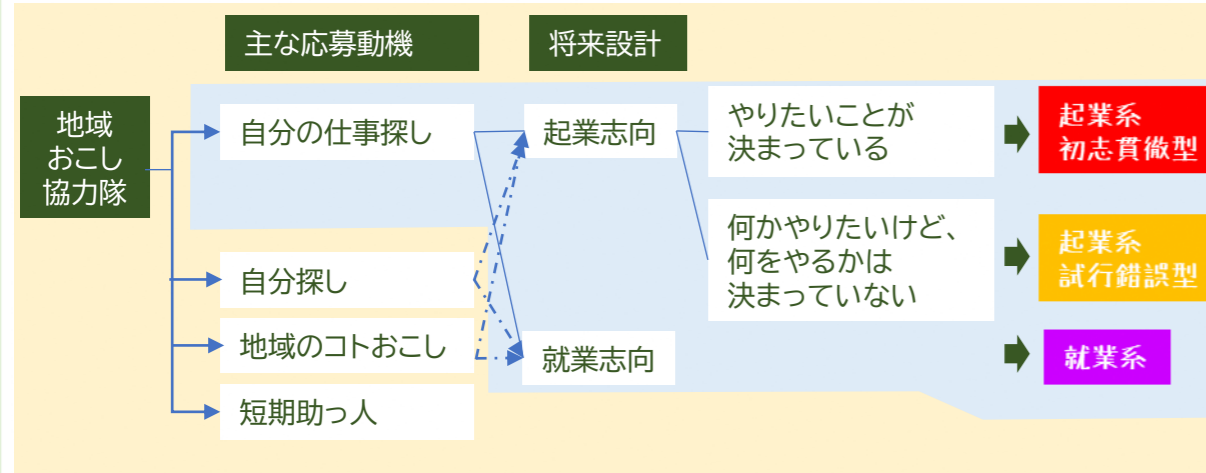 主な応募動機
将来設計
地域
おこし
協力隊
自分の仕事探し
自分探し
地域のコトおこし
短期助っ人
起業志向
就業志向
やりたいことが
決まっている
何かやりたいけど、
何をやるかは
決まっていない
起業系
初志貫徹型
起業系
試行錯誤型
就業系